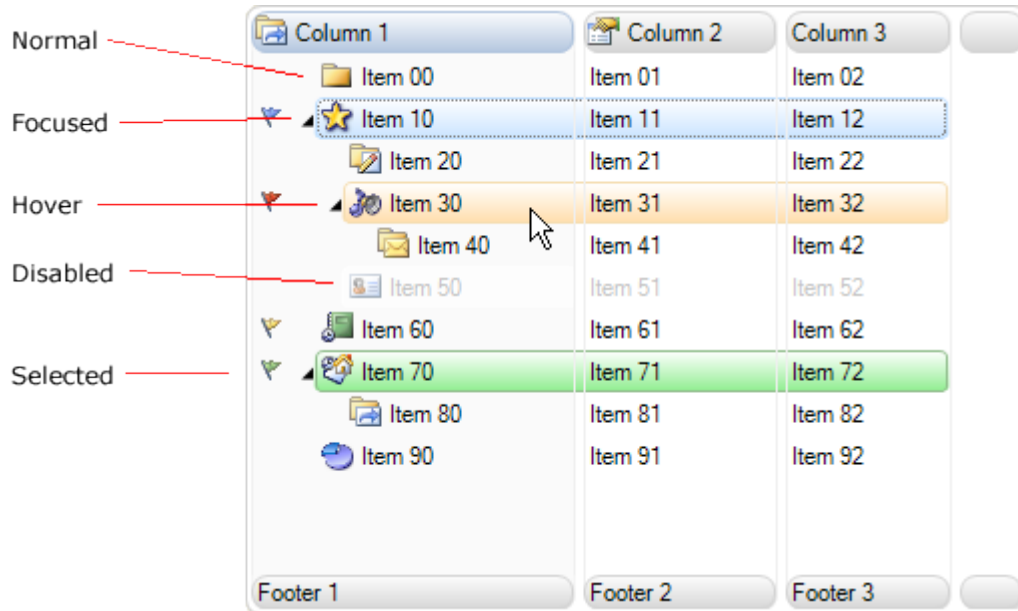 Column 1 Column 2 Column 3
Normal
Item 00 Item 01 Item 02
Focused
Item 10 Item 11 Item 12
Item 20 Item 21 Item 22
Hover
Item 30 Item 31 Item 32
Item 40 Item 41 Item 42
Disabled
Item 50 Item 51 Item 52
Item 60 Item 61 Item 62
Selected
Item 70 Item 71 Item 72
Item 80 Item 81 Item 82
Item 90 Item 91 Item 92
Footer 1 Footer 2 Footer 3